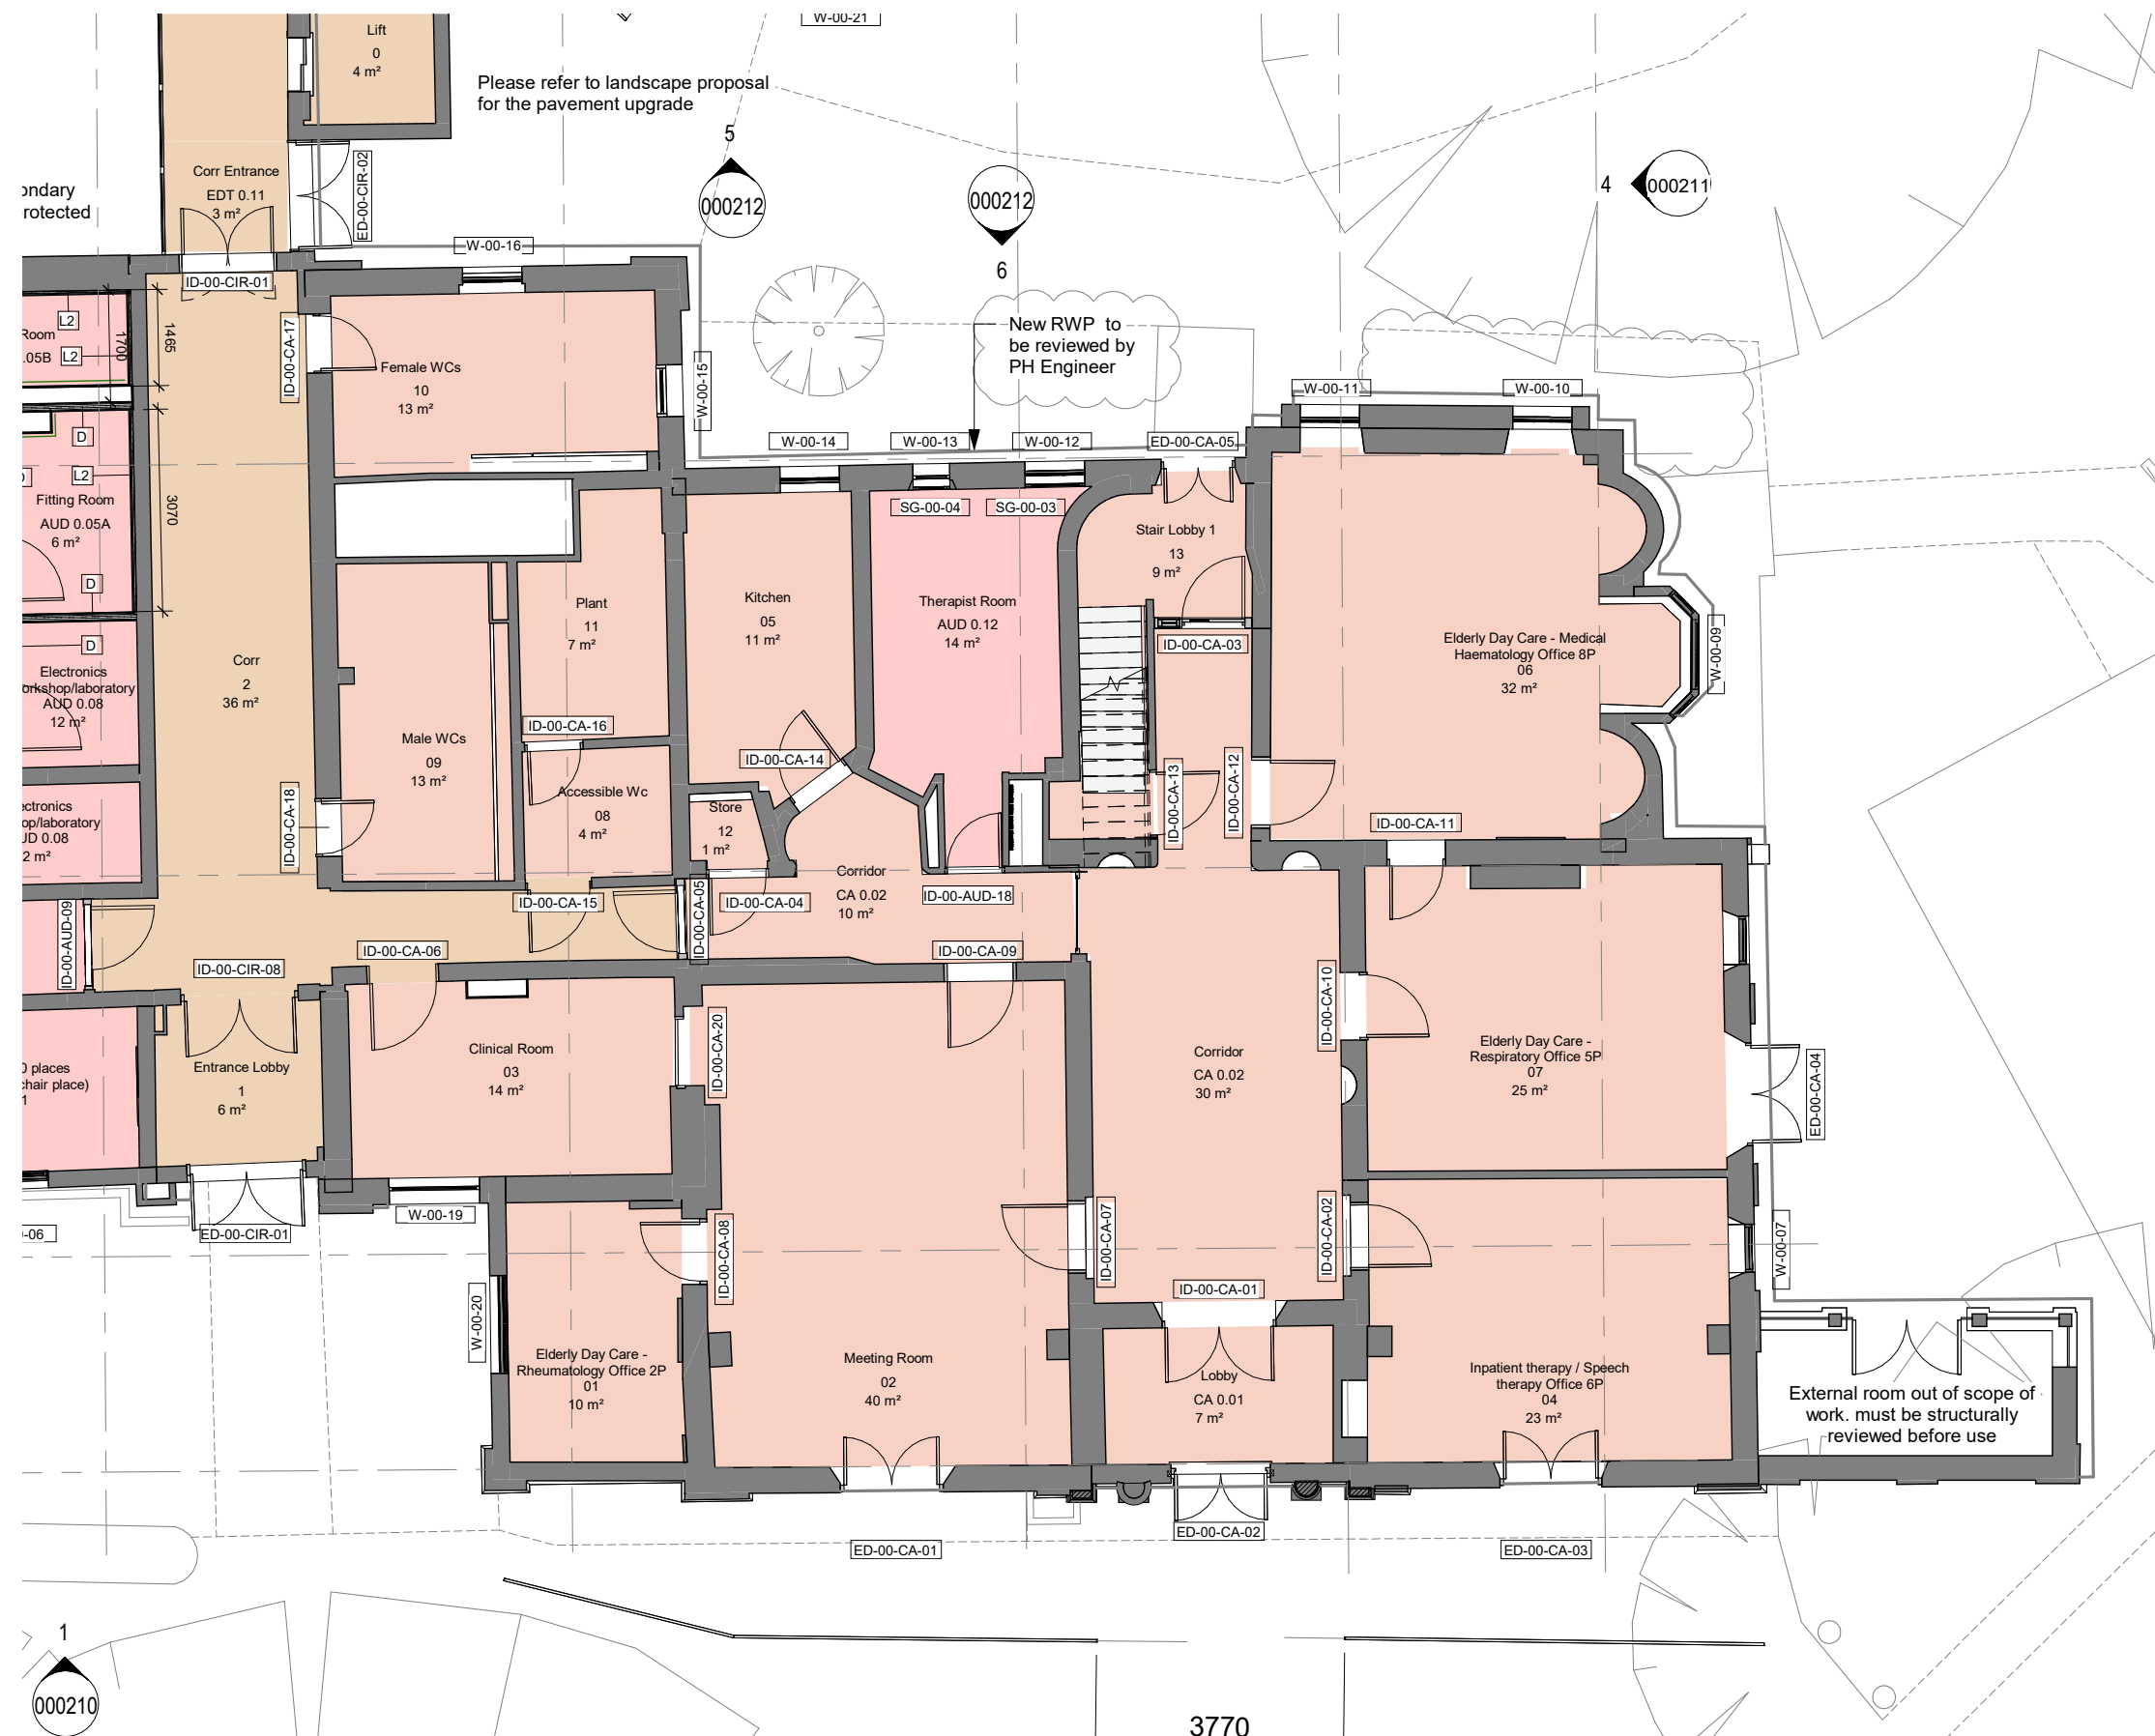 W-00-21
Lift
0
4 m²
Please refer to landscape proposal
for the pavement upgrade
5
000212
000212
6
4
000211
Corr Entrance
EDT 0.11
3 m²
ED-00-CIR-02
ondary
rotected
W-00-16
ID-00-CIR-01
L2
Room
.05B
L2
1700
1465
ID-00-CA-17
Female WCs
10
13 m²
W-00-15
New RWP to
be reviewed by
PH Engineer
W-00-11
W-00-10
W-00-14
W-00-13
W-00-12
ED-00-CA-05
D
L2
Fitting Room
AUD 0.05A
6 m²
3070
D
D
SG-00-04
SG-00-03
Stair Lobby 1
13
9 m²
Plant
11
7 m²
Kitchen
05
11 m²
Therapist Room
AUD 0.12
14 m²
ID-00-CA-03
Elderly Day Care - Medical
Haematology Office 8P
06
32 m²
W-00-09
Electronics
orkshop/laboratory
AUD 0.08
12 m²
Corr
2
36 m²
Male WCs
09
13 m²
ID-00-CA-16
ID-00-CA-14
ID-00-CA-13
ID-00-CA-12
ectronics
op/laboratory
UD 0.08
2 m²
ID-00-CA-18
Accessible Wc
08
4 m²
Store
12
1 m²
ID-00-CA-11
Corridor
CA 0.02
10 m²
ID-00-AUD-09
ID-00-CA-15
ID-00-CA-05
ID-00-CA-04
ID-00-AUD-18
ID-00-CIR-08
ID-00-CA-06
ID-00-CA-09
ID-00-CA-10
Clinical Room
03
14 m²
ID-00-CA-20
Corridor
CA 0.02
30 m²
Elderly Day Care -
Respiratory Office 5P
07
25 m²
ED-00-CA-04
0 places
chair place)
1
Entrance Lobby
1
6 m²
-06
ED-00-CIR-01
W-00-19
ID-00-CA-08
ID-00-CA-07
ID-00-CA-02
W-00-07
W-00-20
ID-00-CA-01
Elderly Day Care -
Rheumatology Office 2P
01
10 m²
Meeting Room
02
40 m²
Lobby
CA 0.01
7 m²
Inpatient therapy / Speech
therapy Office 6P
04
23 m²
External room out of scope of
work. must be structurally
reviewed before use
ED-00-CA-01
ED-00-CA-02
ED-00-CA-03
1
000210
3770